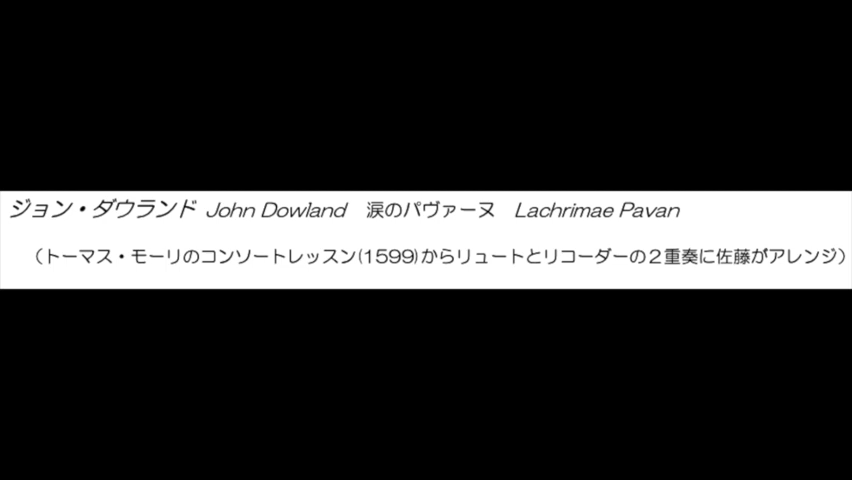 ジョン・ダウランド John Dowland　涙のパヴァーヌ　Lachrimae Pavan
（トーマス・モーリのコンソートレッスン(1599)からリュートとリコーダーの２重奏に佐藤がアレンジ）